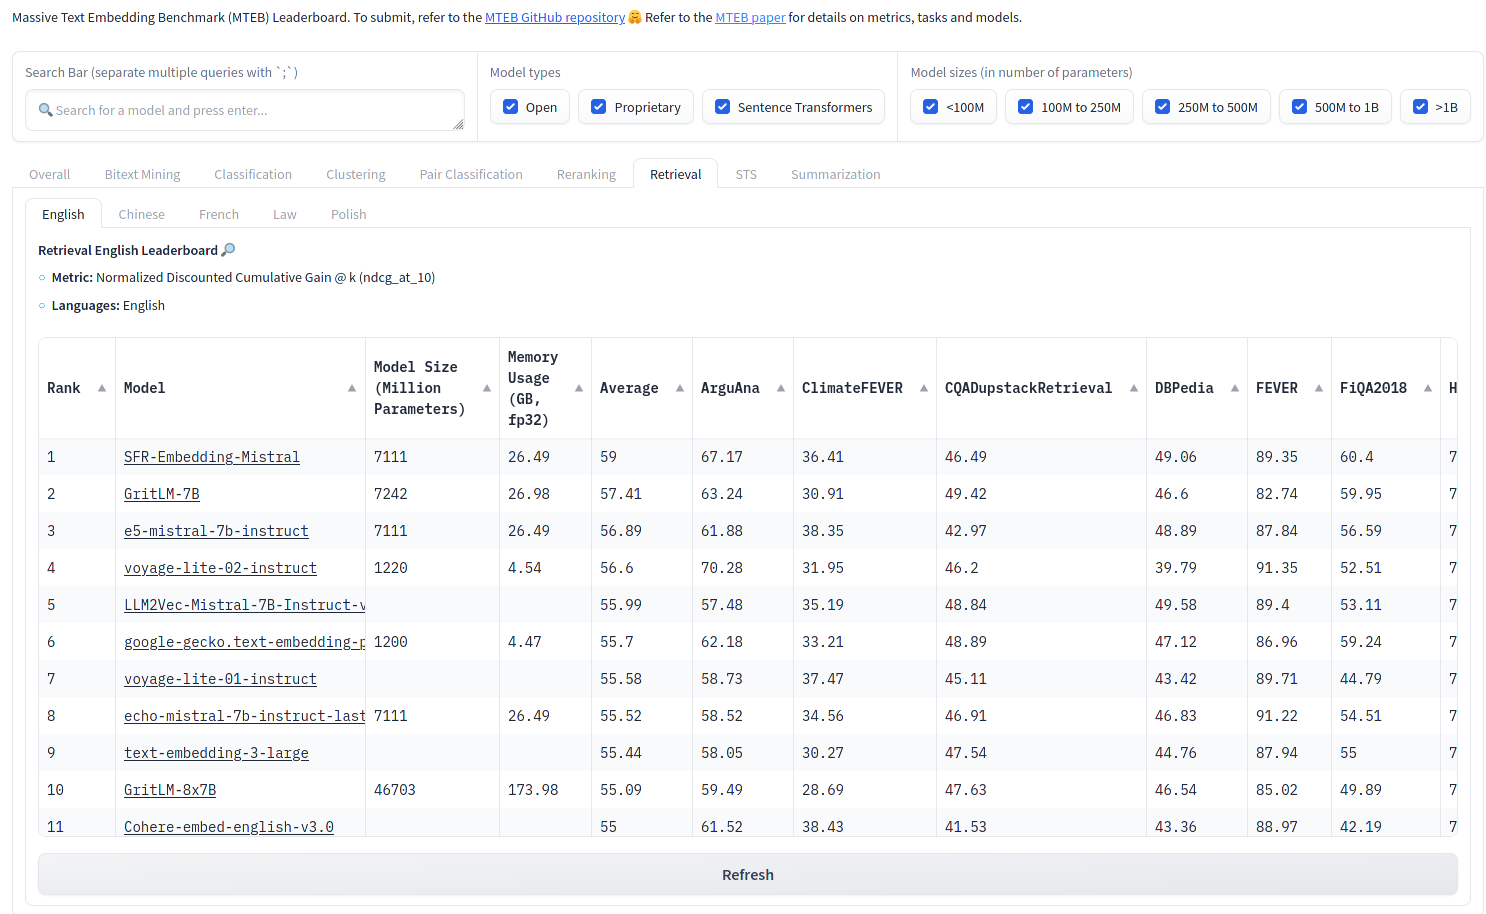 Massive Text Embedding Benchmark (MTEB) Leaderboard. To submit, refer to the MTEB GitHub repository 🤗 Refer to the MTEB paper for details on metrics, tasks and models.
Search Bar (separate multiple queries with `;`)
🔍 Search for a model and press enter...
Model types
Open Proprietary Sentence Transformers
Model sizes (in number of parameters)
<100M 100M to 250M 250M to 500M 500M to 1B >1B
Overall Bitext Mining Classification Clustering Pair Classification Reranking Retrieval STS Summarization
English Chinese French Law Polish
Retrieval English Leaderboard 🔎
Metric: Normalized Discounted Cumulative Gain @ k (ndcg_at_10)
Languages: English
Rank Model Model Size (Million Parameters) Memory Usage (GB, fp32) Average ArguAna ClimateFEVER CQADupstackRetrieval DBPedia FEVER FiQA2018 H
1 SFR-Embedding-Mistral 7111 26.49 59 67.17 36.41 46.49 49.06 89.35 60.4 7
2 GritLM-7B 7242 26.98 57.41 63.24 30.91 49.42 46.6 82.74 59.95 7
3 e5-mistral-7b-instruct 7111 26.49 56.89 61.88 38.35 42.97 48.89 87.84 56.59 7
4 voyage-lite-02-instruct 1220 4.54 56.6 70.28 31.95 46.2 39.79 91.35 52.51 7
5 LLM2Vec-Mistral-7B-Instruct-v 55.99 57.48 35.19 48.84 49.58 89.4 53.11 7
6 google-gecko.text-embedding-p 1200 4.47 55.7 62.18 33.21 48.89 47.12 86.96 59.24 7
7 voyage-lite-01-instruct 55.58 58.73 37.47 45.11 43.42 89.71 44.79 7
8 echo-mistral-7b-instruct-last 7111 26.49 55.52 58.52 34.56 46.91 46.83 91.22 54.51 7
9 text-embedding-3-large 55.44 58.05 30.27 47.54 44.76 87.94 55 7
10 GritLM-8x7B 46703 173.98 55.09 59.49 28.69 47.63 46.54 85.02 49.89 7
11 Cohere-embed-english-v3.0 55 61.52 38.43 41.53 43.36 88.97 42.19 7
Refresh